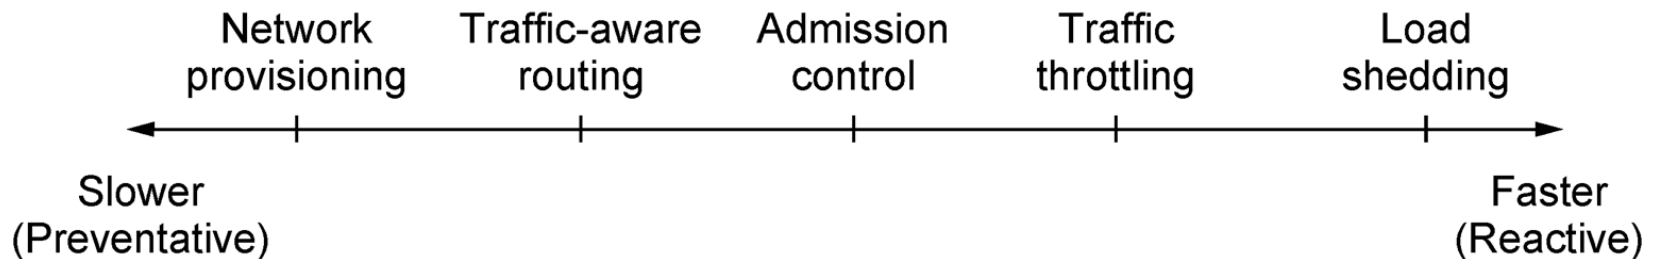 Network
provisioning
Traffic-aware
routing
Admission
control
Traffic
throttling
Load
shedding
Slower
(Preventative)
Faster
(Reactive)